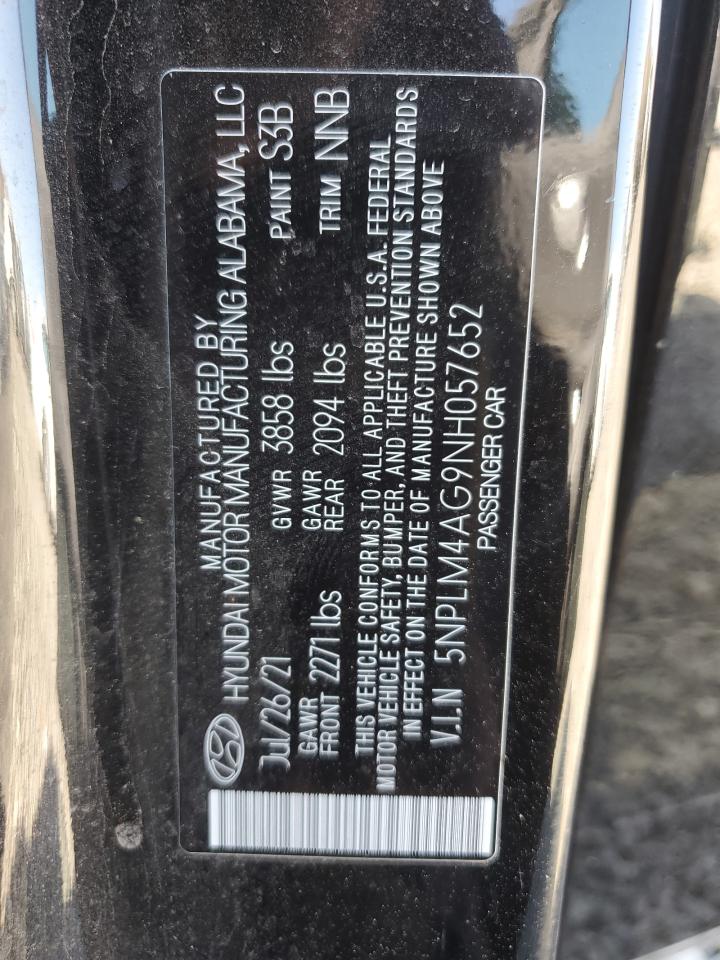 MANUFACTURED BY
HYUNDAI MOTOR MANUFACTURING ALABAMA, LLC
Jul/26/21 GVWR 3858 lbs PAINT S3B
GAWR GAWR
FRONT 2271 lbs REAR 2094 lbs TRIM NNB
THIS VEHICLE CONFORMS TO ALL APPLICABLE U.S.A. FEDERAL
MOTOR VEHICLE SAFETY, BUMPER, AND THEFT PREVENTION STANDARDS
IN EFFECT ON THE DATE OF MANUFACTURE SHOWN ABOVE
V.I.N 5NPLM4AG9NH057652
PASSENGER CAR